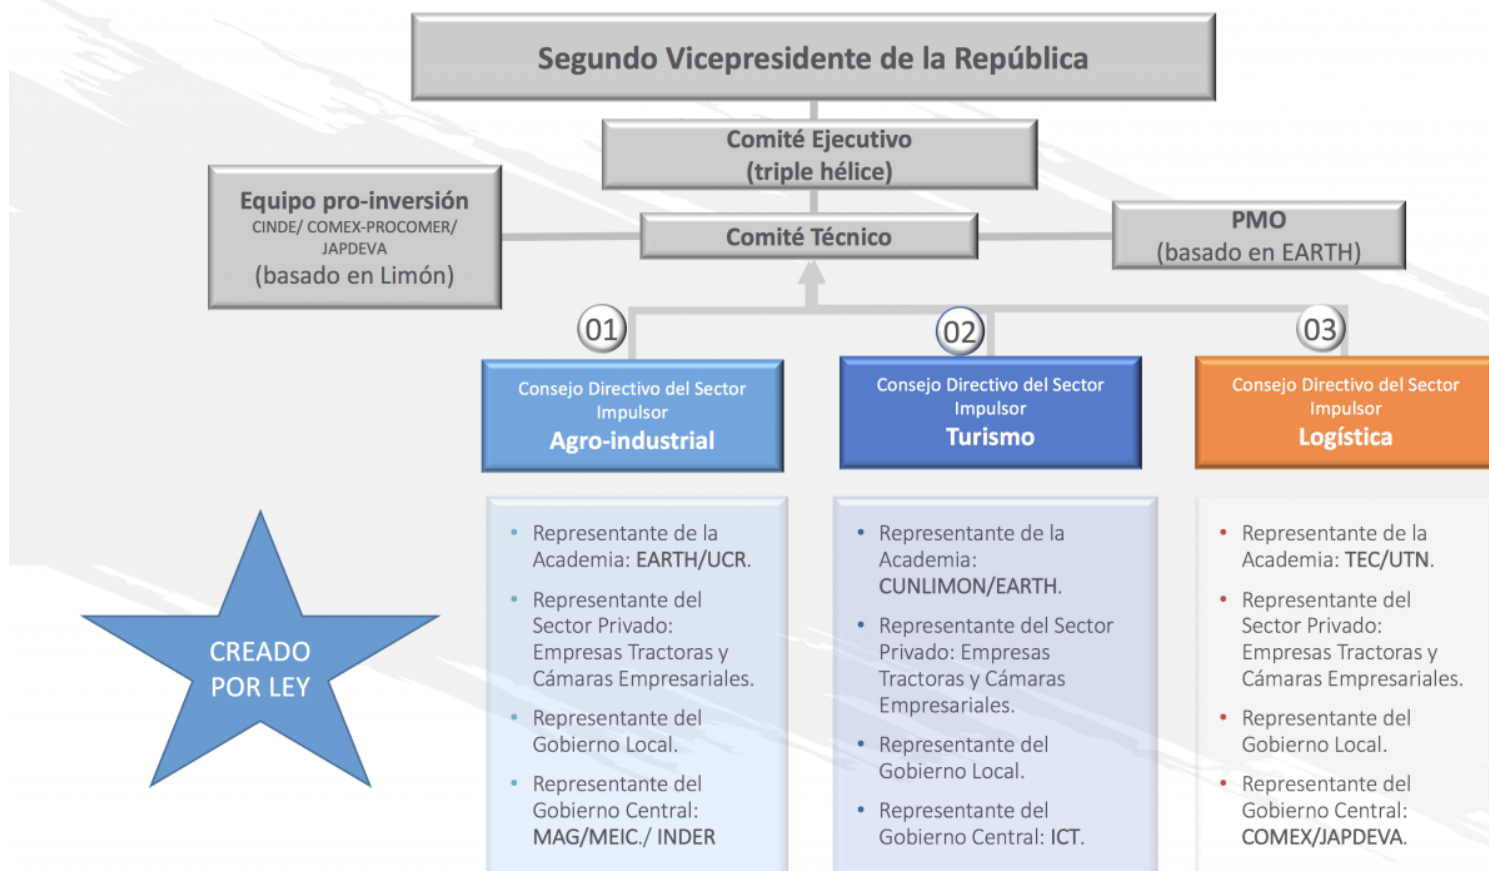 Segundo Vicepresidente de la República
Comité Ejecutivo
(triple hélice)
Equipo pro-inversión
CINDE/ COMEX-PROCOMER/
JAPDEVA
(basado en Limón)
Comité Técnico
PMO
(basado en EARTH)
01
02
03
Consejo Directivo del Sector
Impulsor
Agro-industrial
Consejo Directivo del Sector
Impulsor
Turismo
Consejo Directivo del Sector
Impulsor
Logística
CREADO
POR LEY
• Representante de la
Academia: EARTH/UCR.
• Representante del
Sector Privado:
Empresas Tractoras y
Cámaras Empresariales.
• Representante del
Gobierno Local.
• Representante del
Gobierno Central:
MAG/MEIC./ INDER
• Representante de la
Academia:
CUNLIMON/EARTH.
• Representante del Sector
Privado: Empresas
Tractoras y Cámaras
Empresariales.
• Representante del
Gobierno Local.
• Representante del
Gobierno Central: ICT.
• Representante de la
Academia: TEC/UTN.
• Representante del
Sector Privado:
Empresas Tractoras y
Cámaras Empresariales.
• Representante del
Gobierno Local.
• Representante del
Gobierno Central:
COMEX/JAPDEVA.